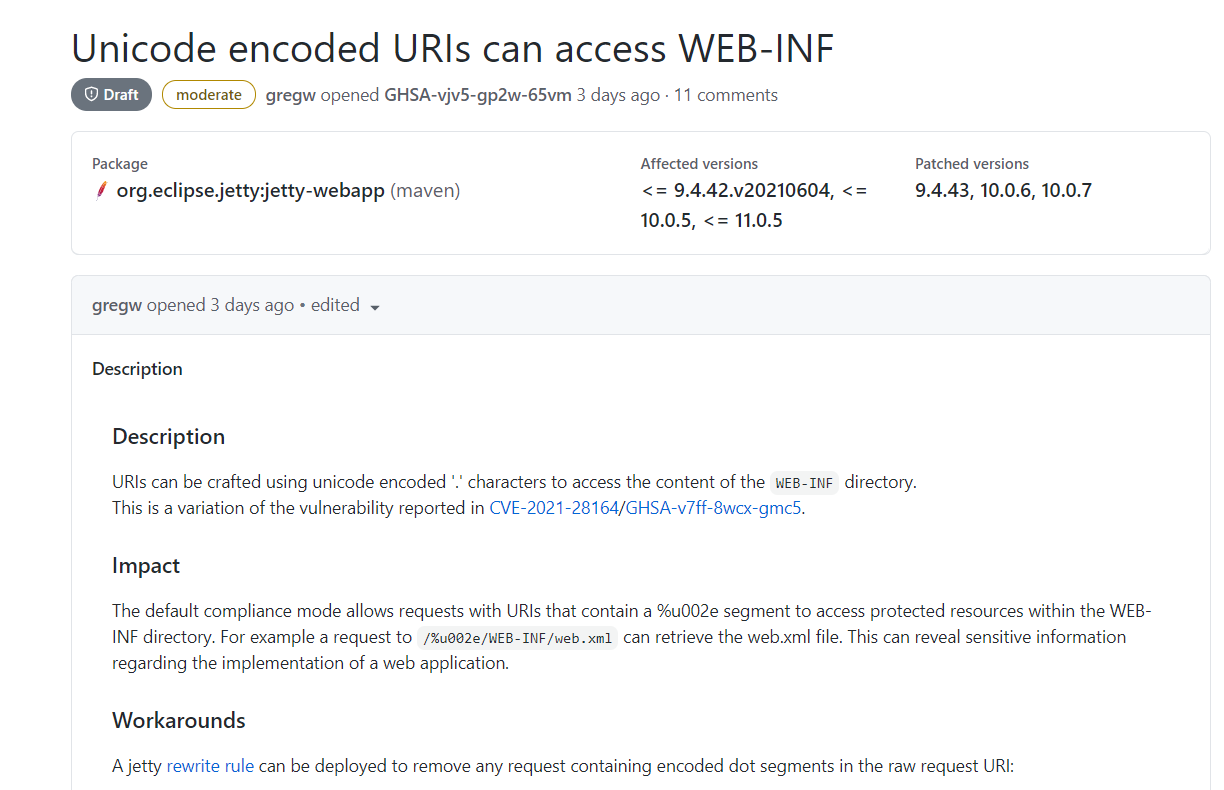 Unicode encoded URIs can access WEB-INF
Draft moderate gregw opened GHSA-vjv5-gp2w-65vm 3 days ago · 11 comments
Package
org.eclipse.jetty:jetty-webapp (maven)
Affected versions
<= 9.4.42.v20210604, <=
10.0.5, <= 11.0.5
Patched versions
9.4.43, 10.0.6, 10.0.7
gregw opened 3 days ago • edited
Description
Description
URIs can be crafted using unicode encoded '.' characters to access the content of the WEB-INF directory.
This is a variation of the vulnerability reported in CVE-2021-28164/GHSA-v7ff-8wcx-gmc5.
Impact
The default compliance mode allows requests with URIs that contain a %u002e segment to access protected resources within the WEB-
INF directory. For example a request to /%u002e/WEB-INF/web.xml can retrieve the web.xml file. This can reveal sensitive information
regarding the implementation of a web application.
Workarounds
A jetty rewrite rule can be deployed to remove any request containing encoded dot segments in the raw request URI: